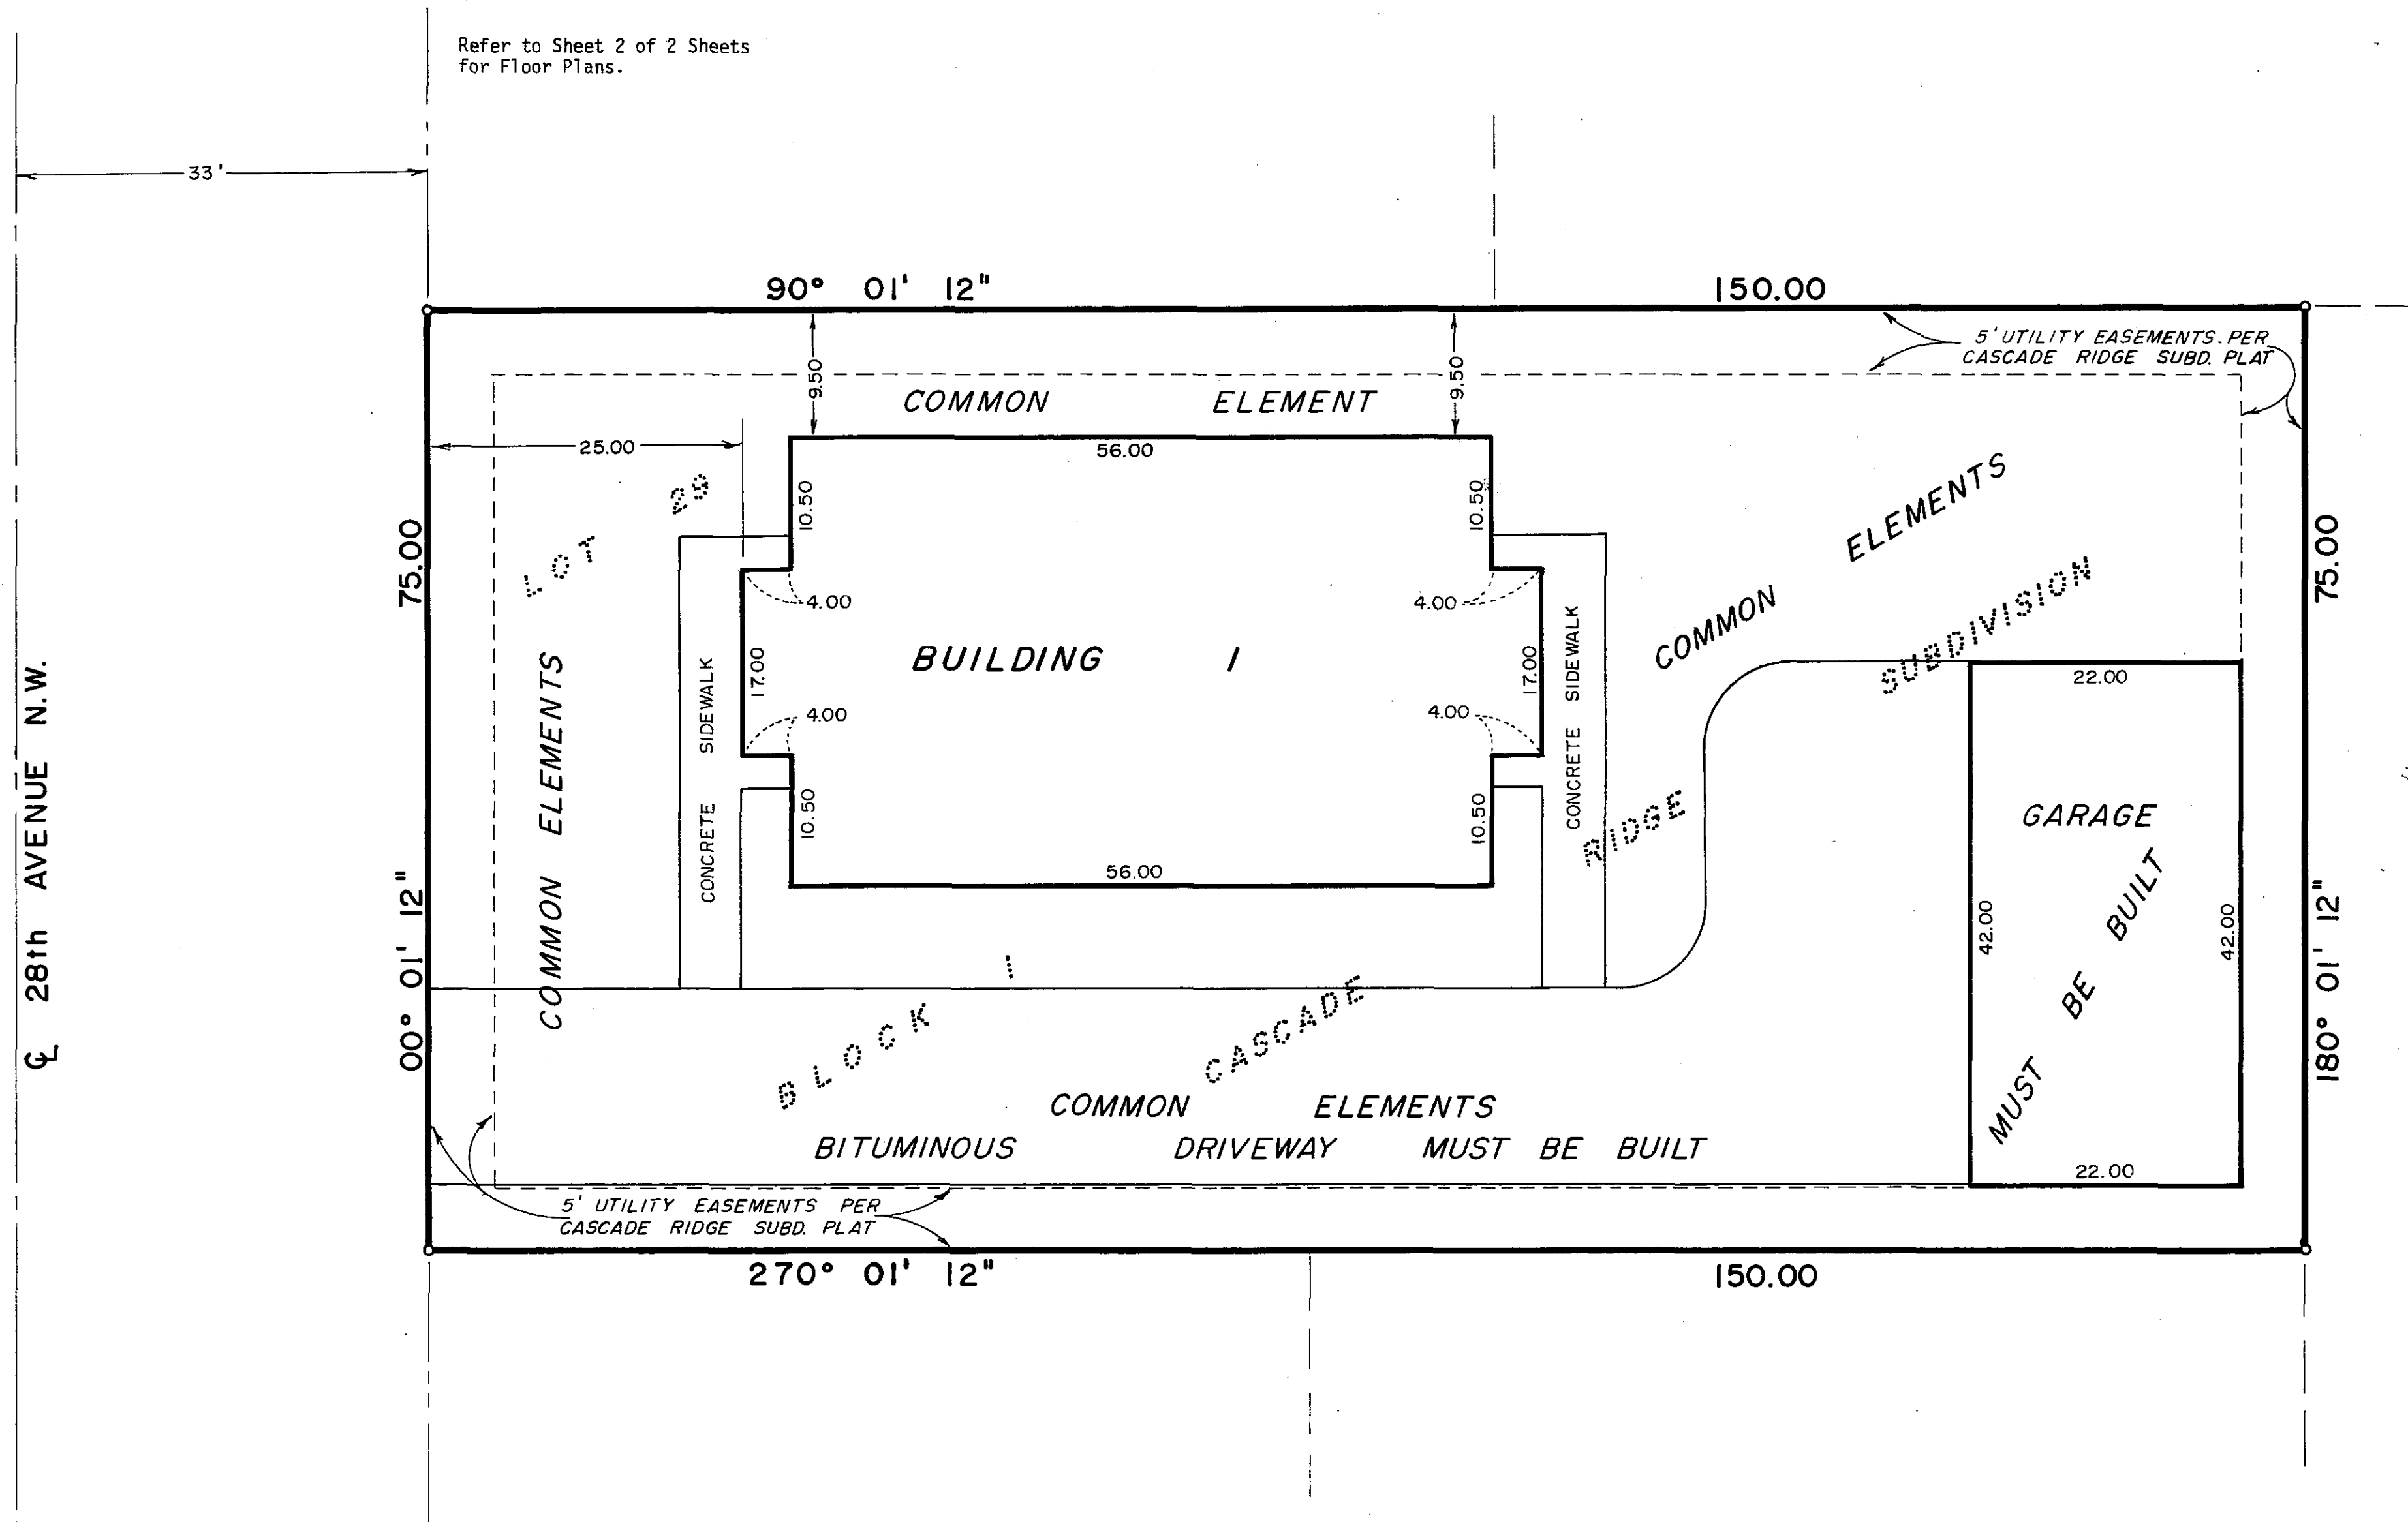 Refer to Sheet 2 of 2 Sheets
for Floor Plans.
33'
90° 01' 12"
150.00
5' UTILITY EASEMENTS PER
CASCADE RIDGE SUBD. PLAT
9.50
9.50
COMMON ELEMENT
25.00
56.00
LOT 29
10.50
10.50
COMMON ELEMENTS
75.00
75.00
SUBDIVISION
4.00
4.00
BUILDING 1
17.00
17.00
CONCRETE SIDEWALK
CONCRETE SIDEWALK
22.00
4.00
4.00
COMMON ELEMENTS
28th AVENUE N.W.
10.50
10.50
RIDGE
GARAGE
MUST BE BUILT
56.00
42.00
42.00
00° 01' 12"
180° 01' 12"
BLOCK 1
CASCADE
COMMON ELEMENTS
BITUMINOUS DRIVEWAY MUST BE BUILT
22.00
5' UTILITY EASEMENTS PER
CASCADE RIDGE SUBD. PLAT
270° 01' 12"
150.00